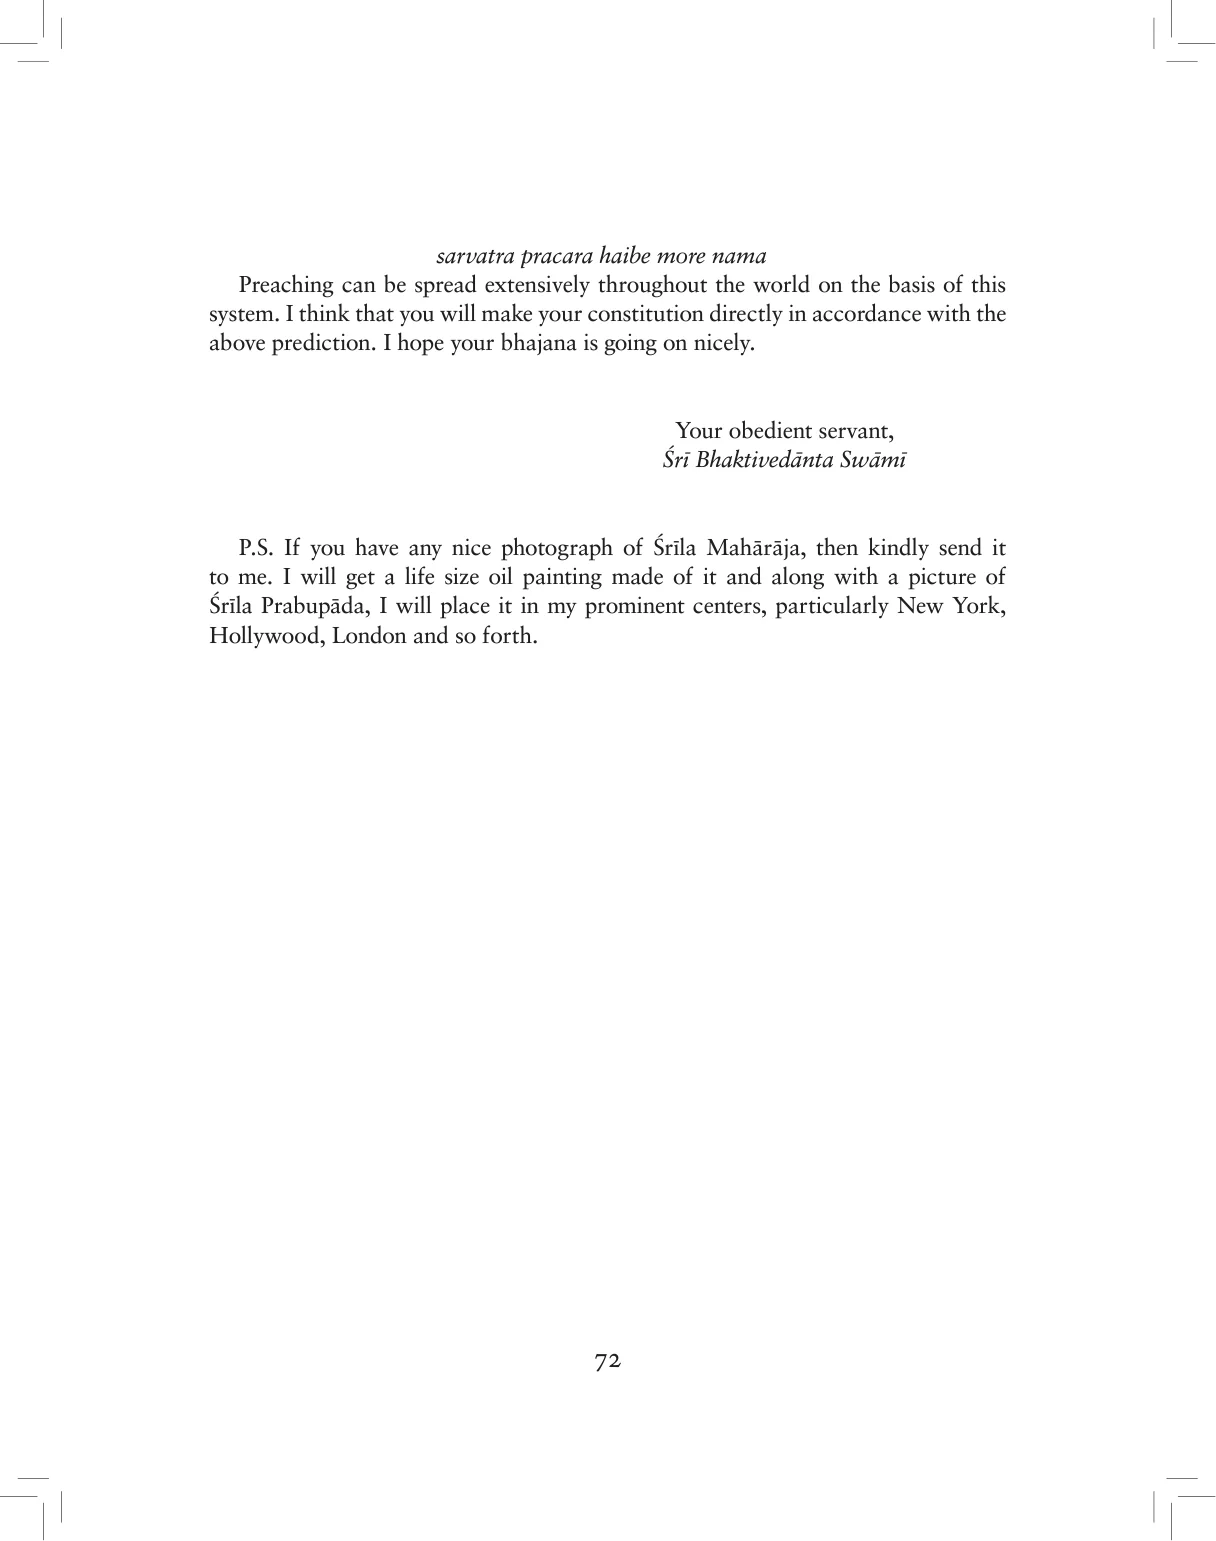 sarvatra pracara haibe more nama
Preaching can be spread extensively throughout the world on the basis of this
system. I think that you will make your constitution directly in accordance with the
above prediction. I hope your bhajana is going on nicely.
Your obedient servant,
Śrī Bhaktivedānta Swāmī
P.S. If you have any nice photograph of Śrīla Mahārāja, then kindly send it
to me. I will get a life size oil painting made of it and along with a picture of
Śrīla Prabupāda, I will place it in my prominent centers, particularly New York,
Hollywood, London and so forth.
72